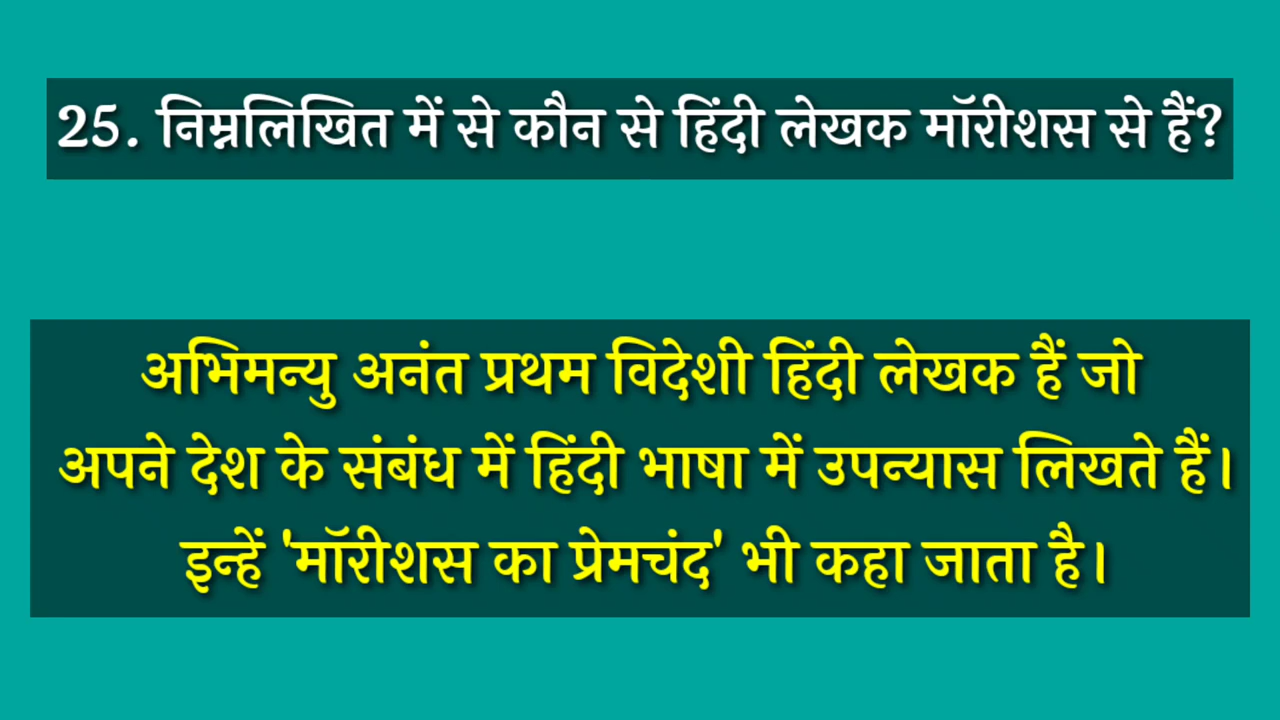 25. निम्नलिखित में से कौन से हिंदी लेखक मॉरीशस से हैं?
अभिमन्यु अनंत प्रथम विदेशी हिंदी लेखक हैं जो
अपने देश के संबंध में हिंदी भाषा में उपन्यास लिखते हैं।
इन्हें 'मॉरीशस का प्रेमचंद' भी कहा जाता है।